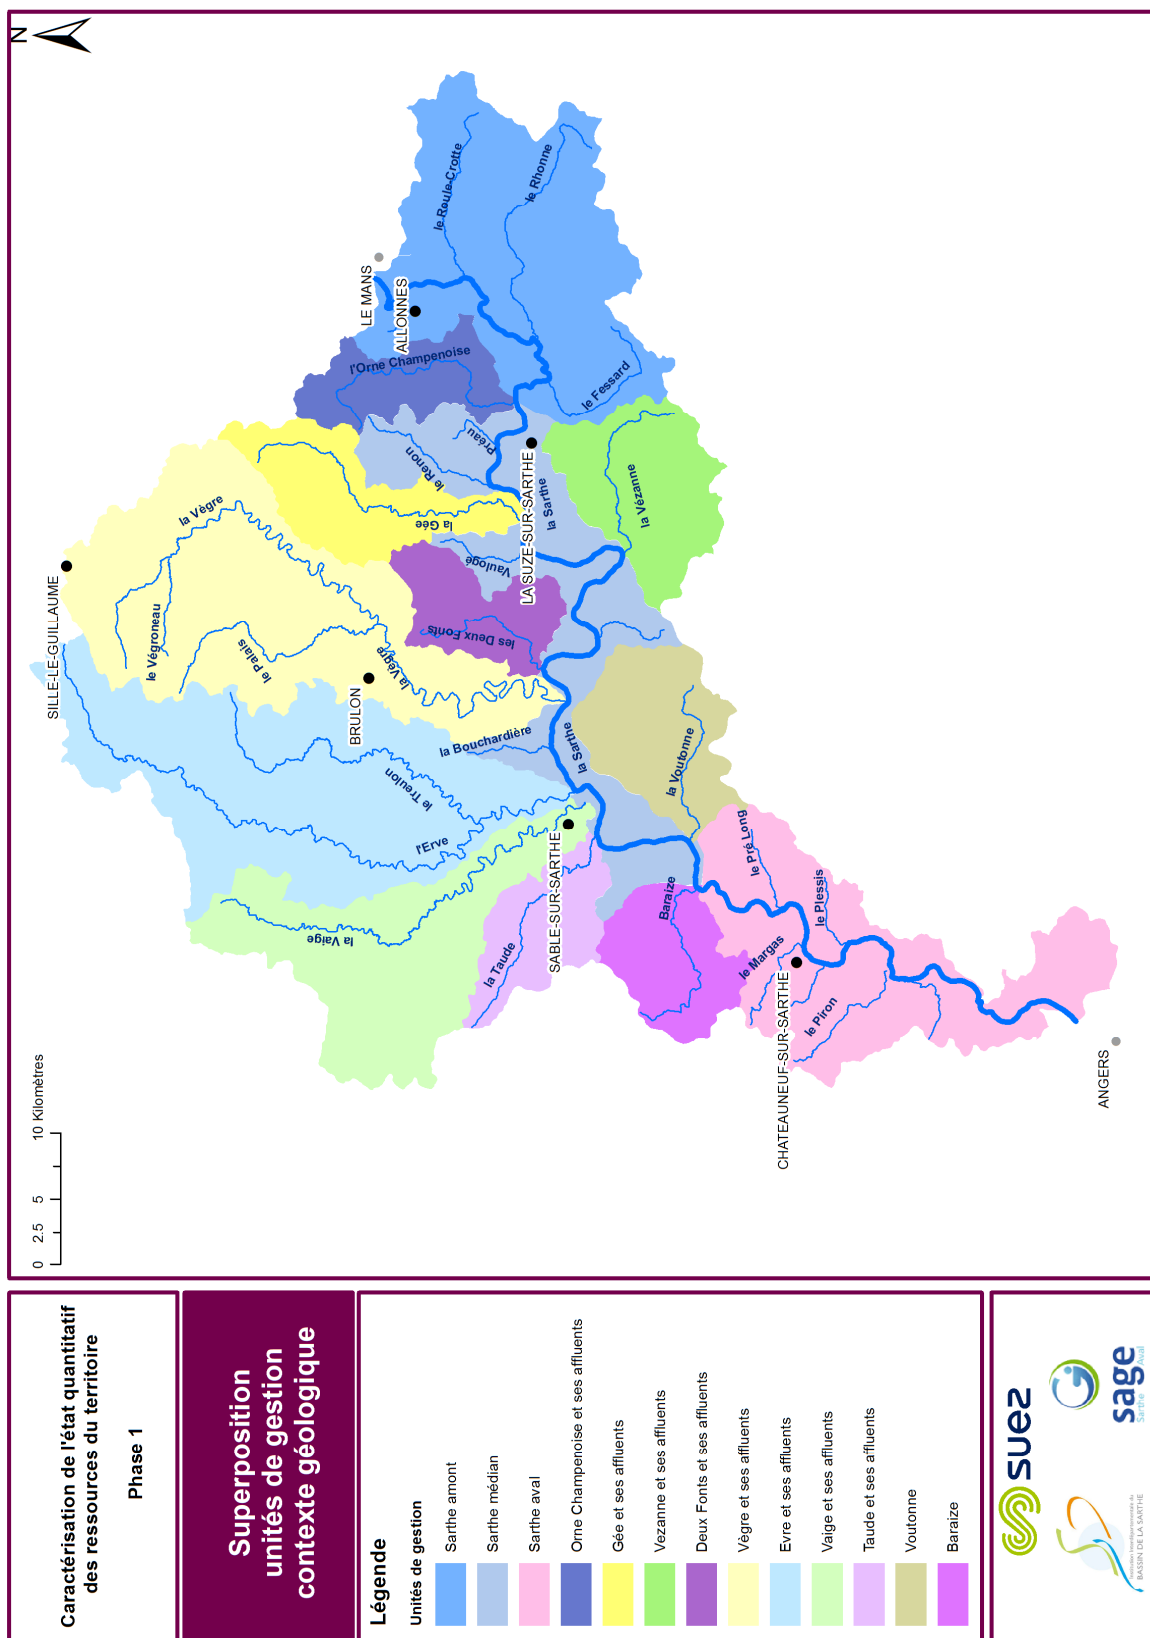 Caractérisation de l'état quantitatif
des ressources du territoire
Phase 1
Superposition
unités de gestion
contexte géologique
Légende
Unités de gestion
Sarthe amont
Sarthe médian
Sarthe aval
Orne Champenoise et ses affluents
Gée et ses affluents
Vezanne et ses affluents
Deux Fonts et ses affluents
Vègre et ses affluents
Evre et ses affluents
Vaige et ses affluents
Taude et ses affluents
Voutonne
Baraize
suez
sage
Sarthe Aval
BASSIN DE LA SARTHE
0 2.5 5 10 Kilomètres
N
SILLE-LE-GUILLAUME
LE MANS
ALLONNES
BRULON
LA SUZE-SUR-SARTHE
SABLE-SUR-SARTHE
CHATEAUNEUF-SUR-SARTHE
ANGERS
le Roule-Crotte
le Rhonne
l'Orne Champenoise
le Fessard
Préau
le Renon
la Gée
la Sarthe
la Vézanne
Vaulogé
les Deux Fonts
la Vègre
le Végroneau
le Palais
la Vègre
la Bouchardière
la Sarthe
le Treulon
l'Erve
la Vaige
la Taude
la Voutonne
Baraize
le Pré Long
le Plessis
le Margas
le Piron